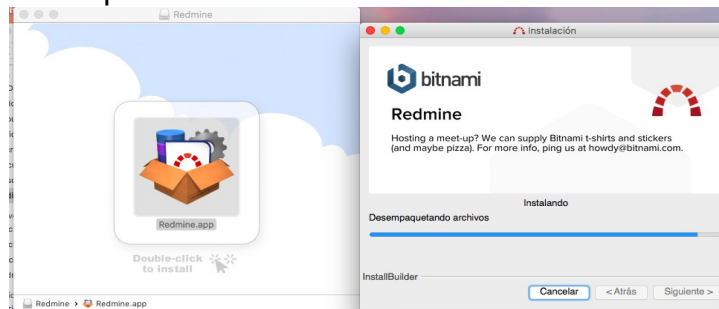 Redmine
Redmine.app
Double-click
to install
Redmine › Redmine.app
Instalación
bitnami
Redmine
Hosting a meet-up? We can supply Bitnami t-shirts and stickers
(and maybe pizza). For more info, ping us at howdy@bitnami.com.
Instalando
Desempaquetando archivos
InstallBuilder
Cancelar
< Atrás
Siguiente >